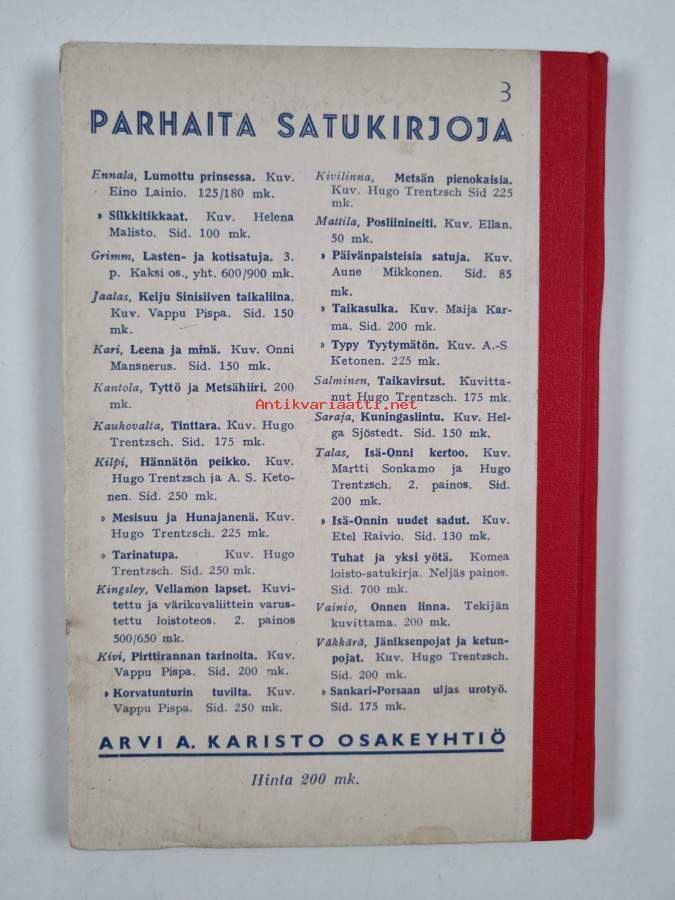 3
PARHAITA SATUKIRJOJA
Ennala, Lumottu prinsessa. Kuv.
Eino Lainio. 125/180 mk.
» Silkkitikkaat. Kuv. Helena
Malisto. Sid. 100 mk.
Grimm, Lasten- ja kotisatuja. 3.
p. Kaksi os., yht. 600/900 mk.
Jaalas, Keiju Sinisiiven taikaliina.
Kuv. Vappu Pispa. Sid. 150
mk.
Kari, Leena ja minä. Kuv. Onni
Mansnerus. Sid. 150 mk.
Kantola, Tyttö ja Metsähiiri. 200
mk.
Kaukovalta, Tinttara. Kuv. Hugo
Trentzsch. Sid. 175 mk.
Kilpi, Hännätön peikko. Kuv.
Hugo Trentzsch ja A. S. Keto-
nen. Sid. 250 mk.
» Mesisuu ja Hunajanenä. Kuv.
Hugo Trentzsch. 225 mk.
» Tarinatupa. Kuv. Hugo
Trentzsch. Sid. 250 mk.
Kingsley, Vellamon lapset. Kuvi-
tettu ja värikuvaliittein varus-
tettu loistoteos. 2. painos
500/650 mk.
Kivi, Pirttirannan tarinoita. Kuv.
Vappu Pispa. Sid. 200 mk.
» Korvatunturin tuvilta. Kuv.
Vappu Pispa. Sid. 250 mk.
Kivilinna, Metsän pienokaisia.
Kuv. Hugo Trentzsch Sid 225
mk.
Mattila, Posliinineiti. Kuv. Ellan.
50 mk.
» Päivänpaisteisia satuja. Kuv.
Aune Mikkonen. Sid. 85
mk.
» Taikasulka. Kuv. Maija Kar-
ma. Sid. 200 mk.
» Typy Tyytymätön. Kuv. A.-S
Ketonen. 225 mk.
Salminen, Taikavirsut. Kuvitta-
nut Hugo Trentzsch. 175 mk.
Saraja, Kuningaslintu. Kuv. Hel-
ga Sjöstedt. Sid. 150 mk.
Talas, Isä-Onni kertoo. Kuv.
Martti Sonkamo ja Hugo
Trentzsch. 2. painos. Sid.
200 mk.
» Isä-Onnin uudet sadut. Kuv.
Etel Raivio. Sid. 130 mk.
Tuhat ja yksi yötä. Komea
loisto-satukirja. Neljäs painos.
Sid. 700 mk.
Vainio, Onnen linna. Tekijän
kuvittama. 200 mk.
Vähkärä, Jäniksenpojat ja ketun-
pojat. Kuv. Hugo Trentzsch.
Sid. 200 mk.
» Sankari-Porsaan uljas urotyö.
Sid. 175 mk.
Antikvariaatti.net
ARVI A. KARISTO OSAKEYHTIÖ
Hinta 200 mk.